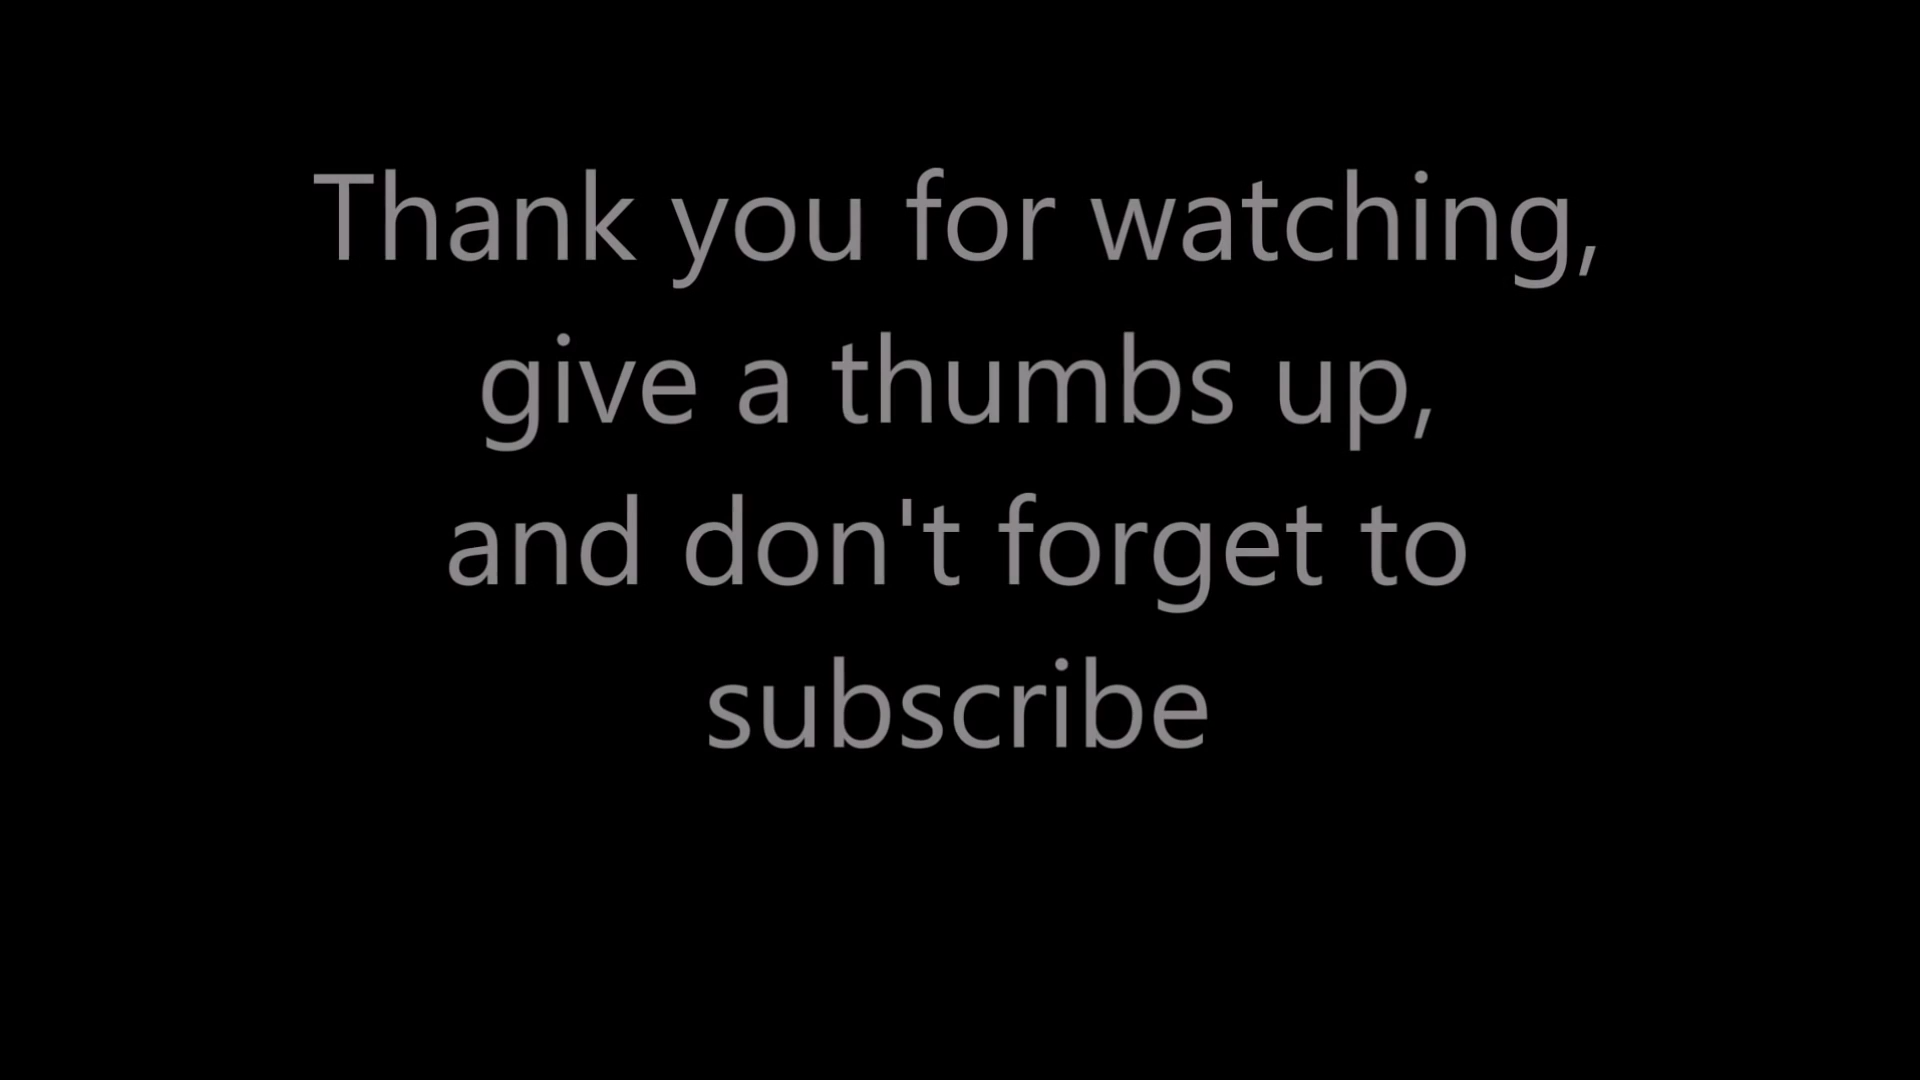 Thank you for watching,
give a thumbs up,
and don't forget to
subscribe